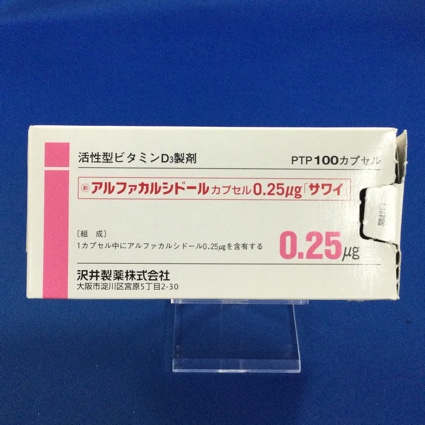 活性型ビタミンD₃製剤 PTP100カプセル
アルファカルシドールカプセル0.25μg「サワイ」
〔組成〕
1カプセル中にアルファカルシドール0.25μgを含有する
0.25μg
沢井製薬株式会社
大阪市淀川区宮原5丁目2-30